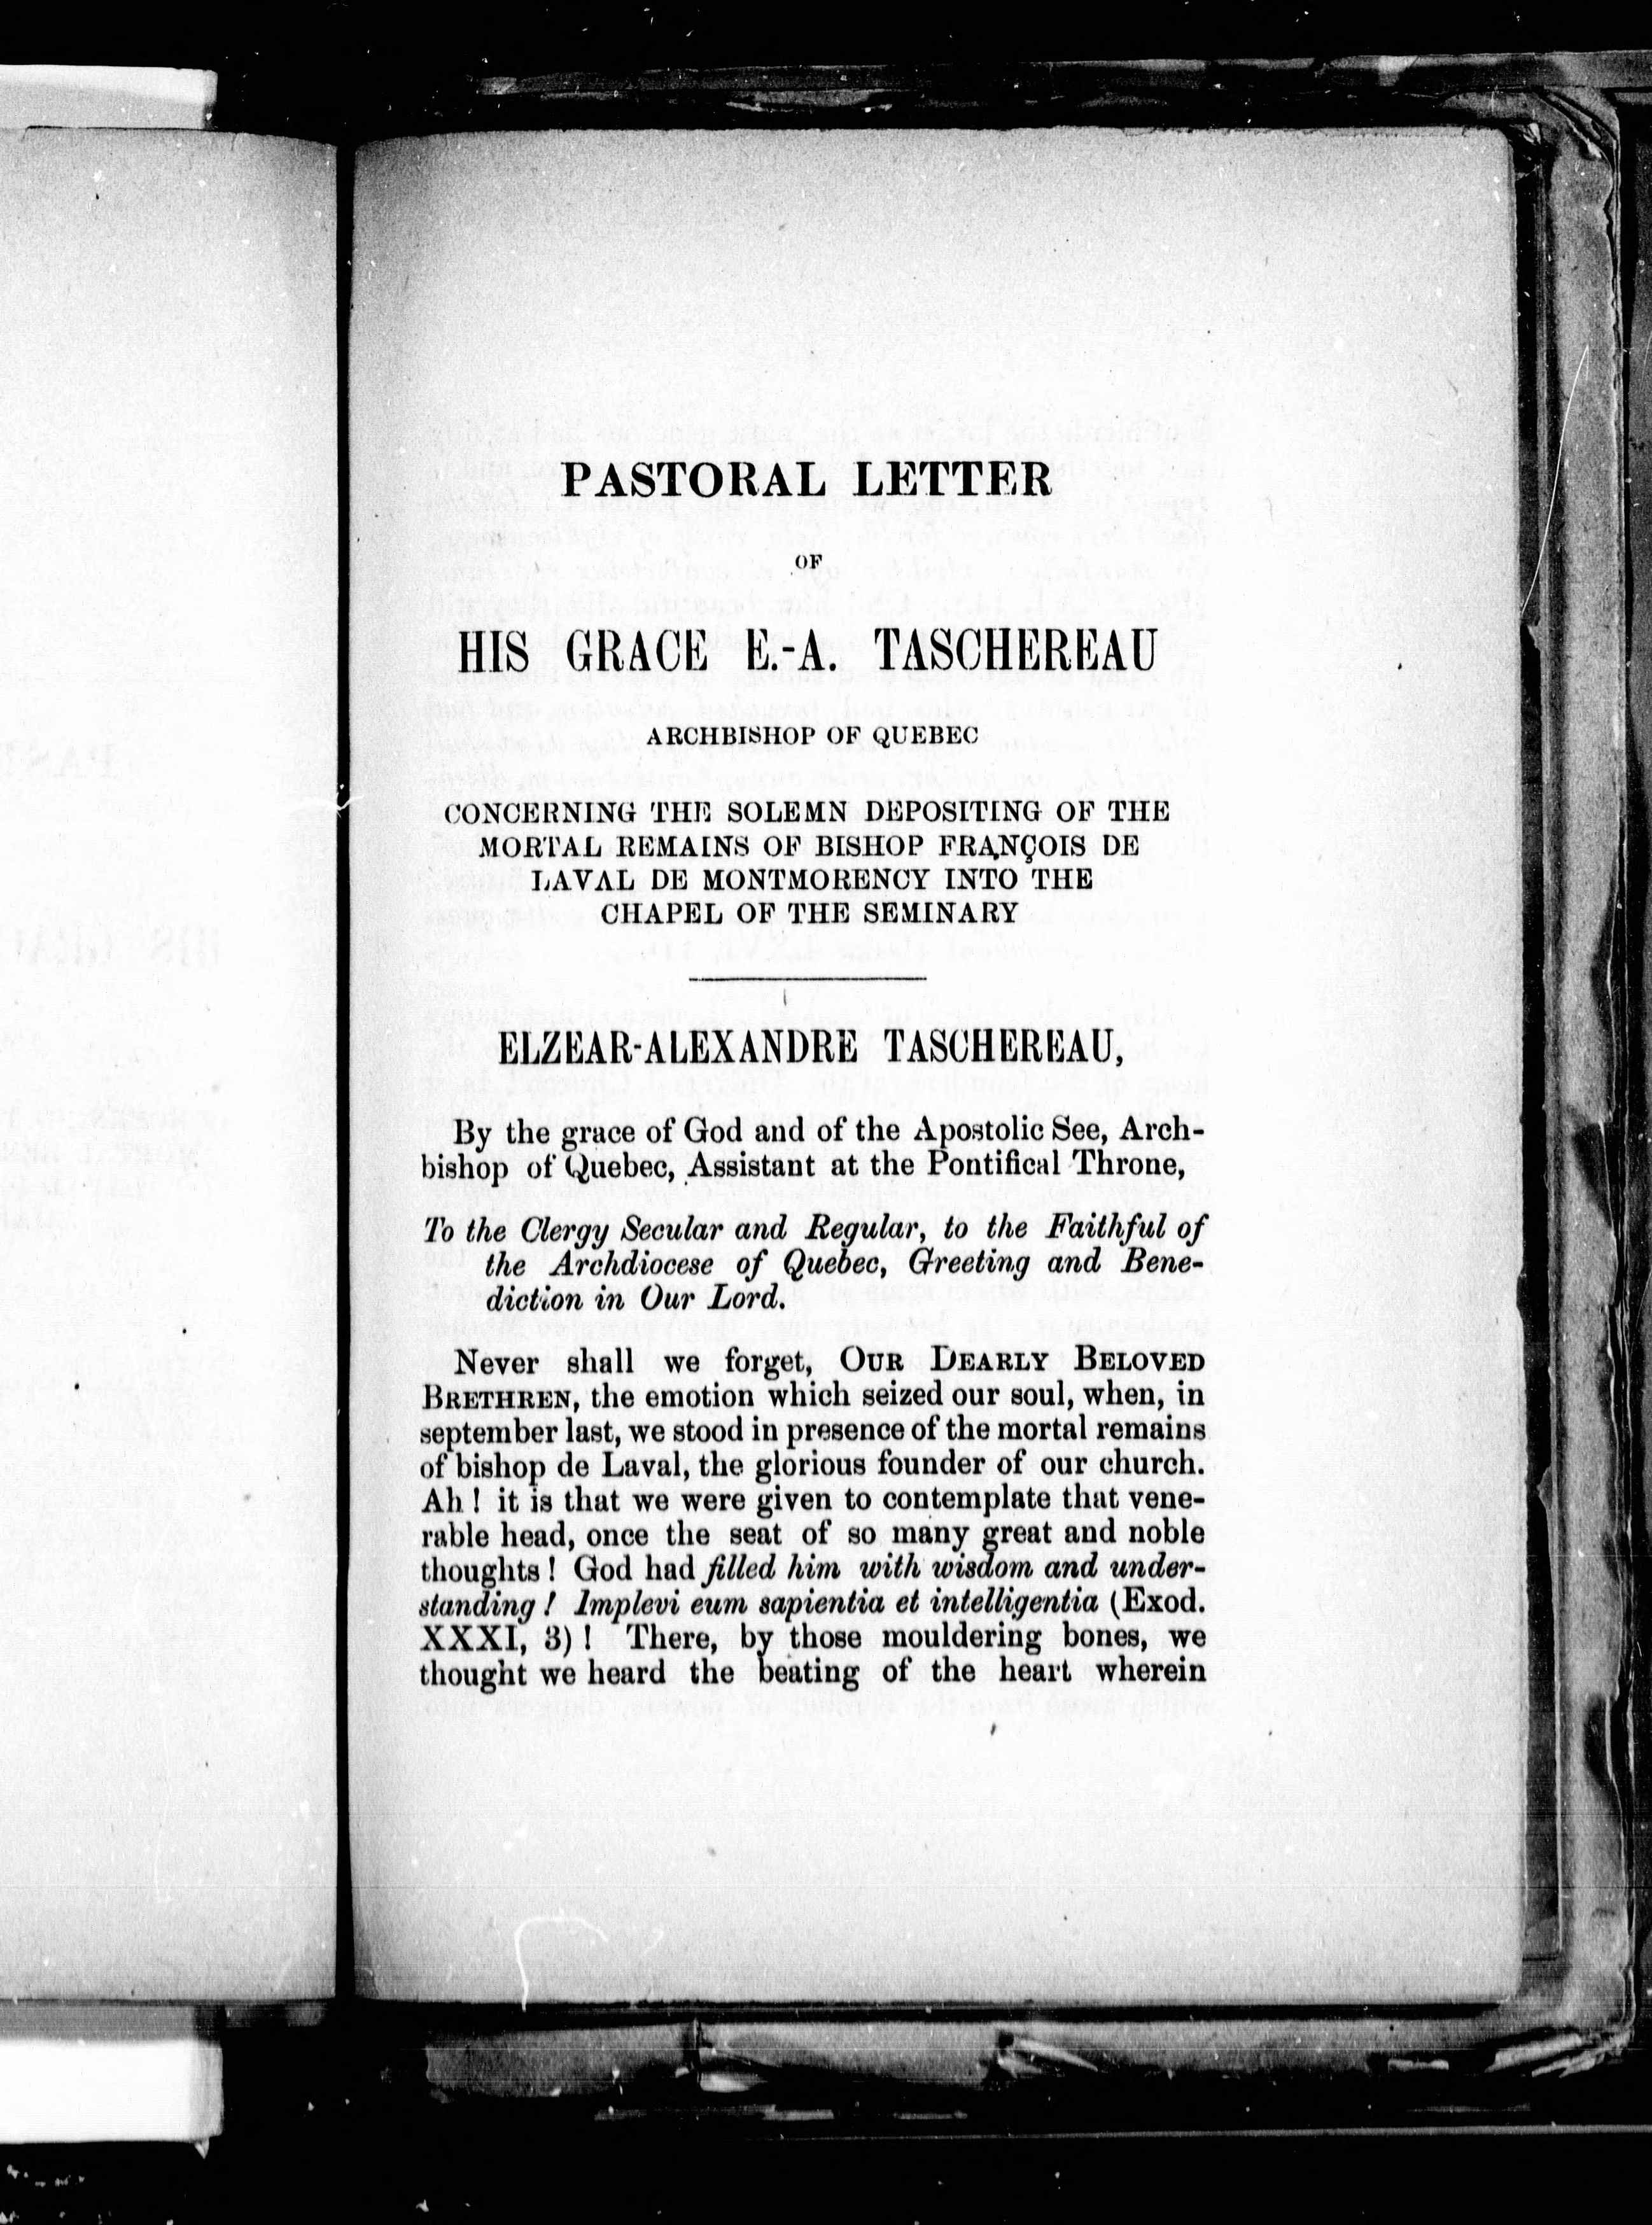 PASTORAL LETTER
OF
HIS GRACE E.-A. TASCHEREAU
ARCHBISHOP OF QUEBEC
CONCERNING THE SOLEMN DEPOSITING OF THE
MORTAL REMAINS OF BISHOP FRANÇOIS DE
LAVAL DE MONTMORENCY INTO THE
CHAPEL OF THE SEMINARY
ELZEAR-ALEXANDRE TASCHEREAU,
By the grace of God and of the Apostolic See, Arch-
bishop of Quebec, Assistant at the Pontifical Throne,
To the Clergy Secular and Regular, to the Faithful of
the Archdiocese of Quebec, Greeting and Bene-
diction in Our Lord.
Never shall we forget, OUR DEARLY BELOVED
BRETHREN, the emotion which seized our soul, when, in
september last, we stood in presence of the mortal remains
of bishop de Laval, the glorious founder of our church.
Ah ! it is that we were given to contemplate that vene-
rable head, once the seat of so many great and noble
thoughts ! God had filled him with wisdom and under-
standing ! Implevi eum sapientia et intelligentia (Exod.
XXXI, 3) ! There, by those mouldering bones, we
thought we heard the beating of the heart wherein